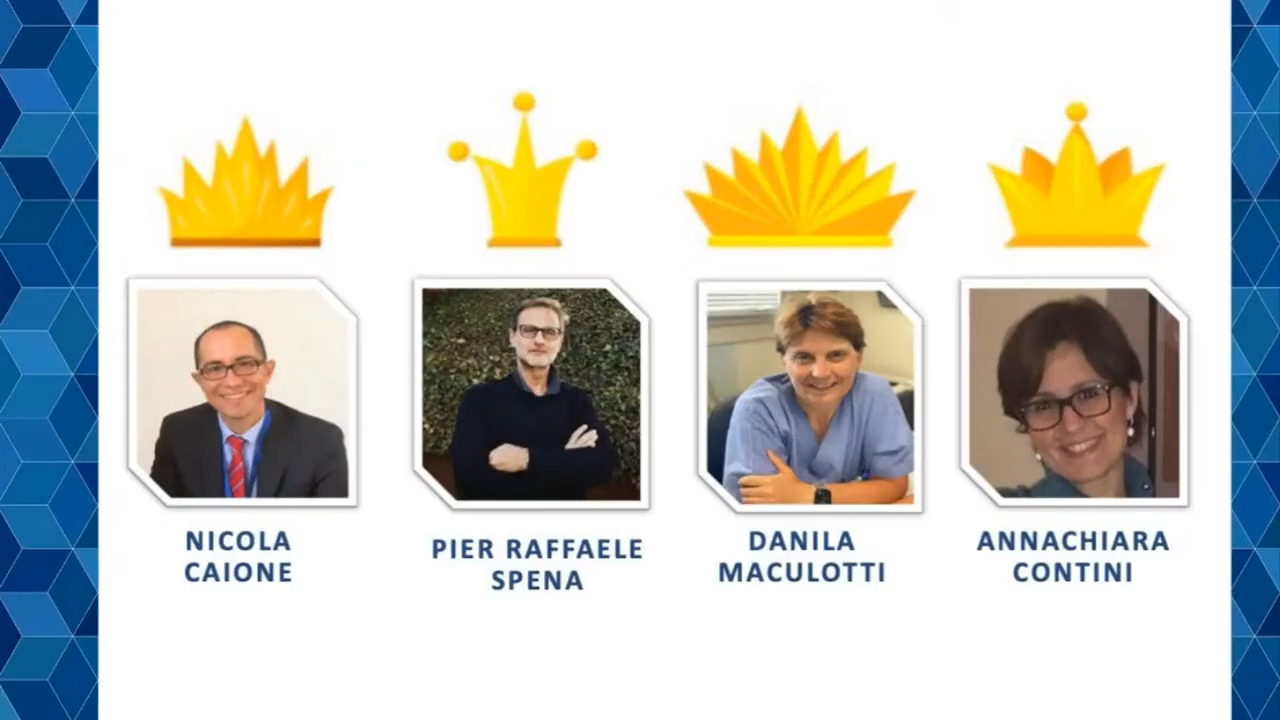 NICOLA
CAIONE
PIER RAFFAELE
SPENA
DANILA
MACULOTTI
ANNACHIARA
CONTINI